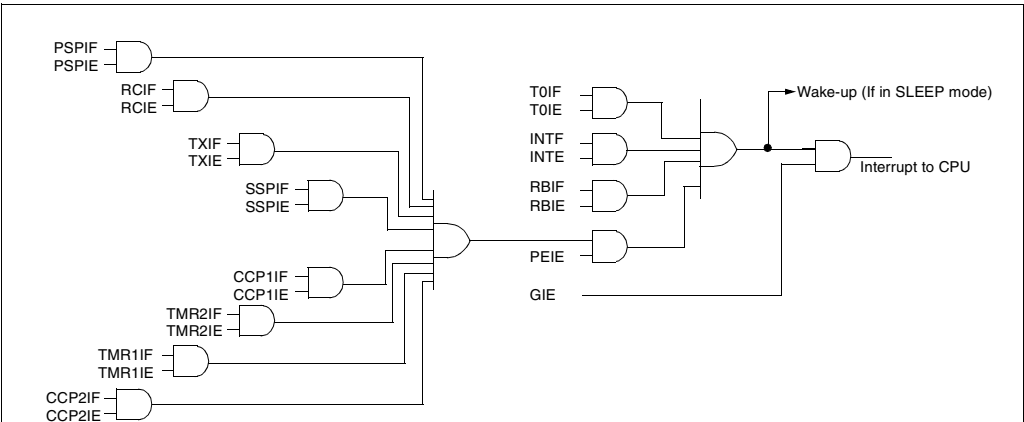 PSPIF
PSPIE
RCIF
RCIE
TXIF
TXIE
SSPIF
SSPIE
CCP1IF
CCP1IE
TMR2IF
TMR2IE
TMR1IF
TMR1IE
CCP2IF
CCP2IE
T0IF
T0IE
INTF
INTE
RBIF
RBIE
PEIE
GIE
Wake-up (If in SLEEP mode)
Interrupt to CPU